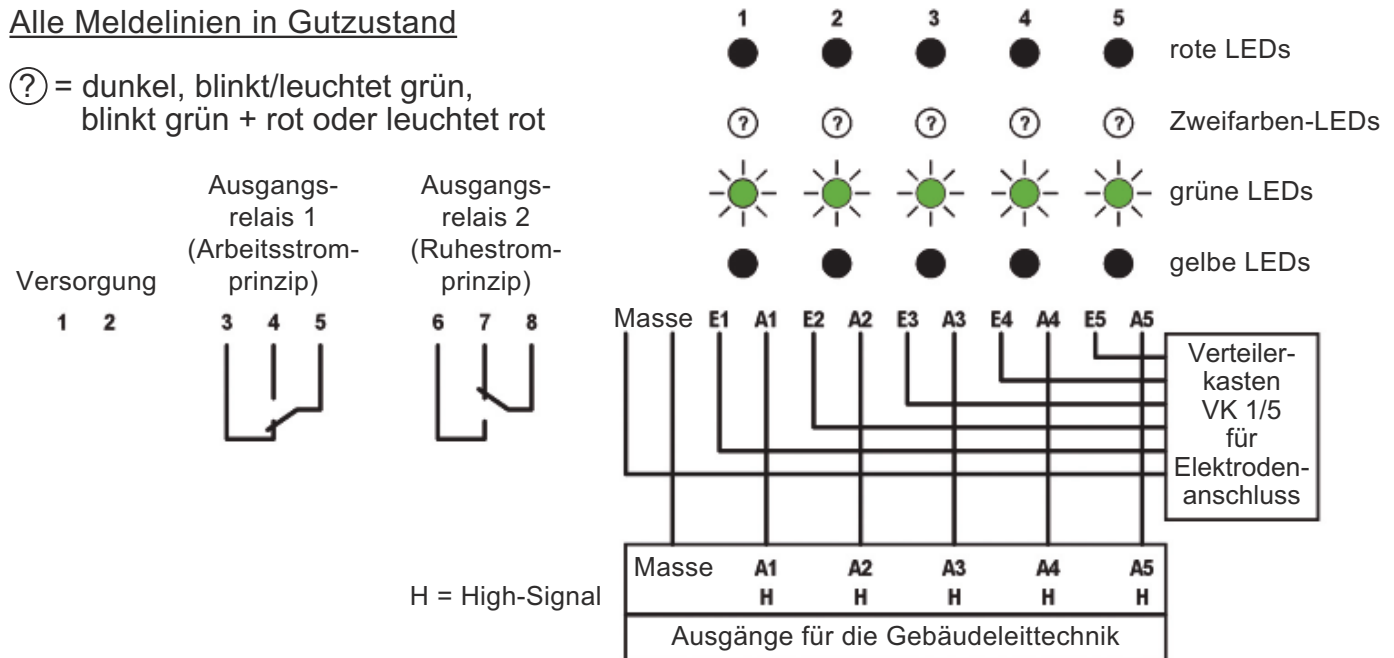 Alle Meldelinien in Gutzustand
? = dunkel, blinkt/leuchtet grün,
blinkt grün + rot oder leuchtet rot
1 2 3 4 5
rote LEDs
? ? ? ? ? Zweifarben-LEDs
grüne LEDs
gelbe LEDs
Versorgung
1 2
Ausgangs-
relais 1
(Arbeitsstrom-
prinzip)
3 4 5
Ausgangs-
relais 2
(Ruhestrom-
prinzip)
6 7 8
Masse E1 A1 E2 A2 E3 A3 E4 A4 E5 A5
Verteiler-
kasten
VK 1/5
für
Elektroden-
anschluss
Masse A1 A2 A3 A4 A5
H = High-Signal H H H H H
Ausgänge für die Gebäudeleittechnik